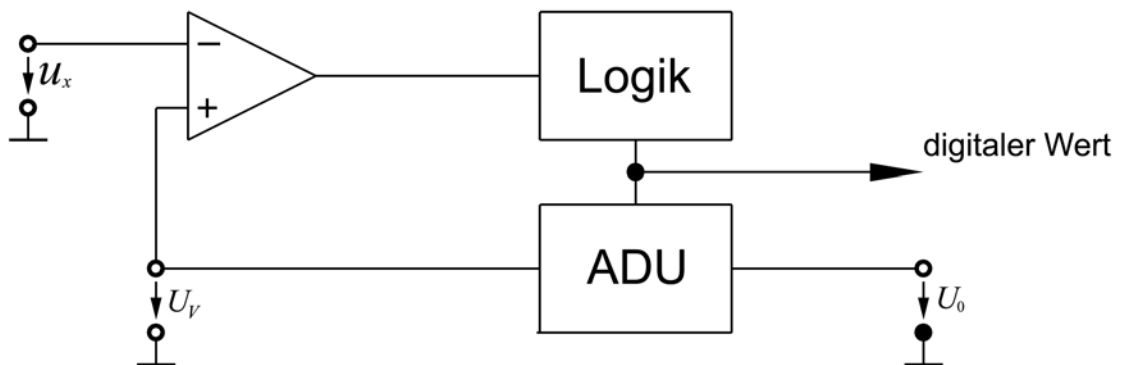 −
u_x
+
Logik
digitaler Wert
ADU
U_V
U_0